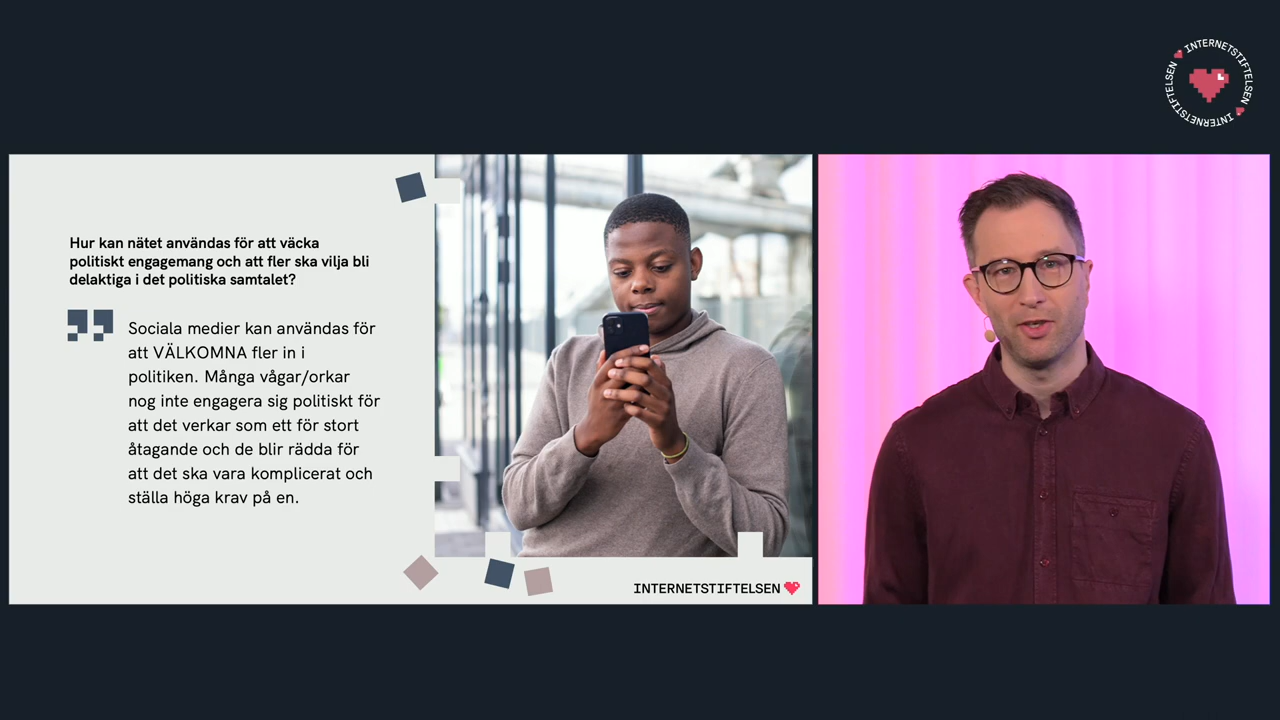 INTERNETSTIFTELSEN
INTERNETSTIFTELSEN
Hur kan nätet användas för att väcka
politiskt engagemang och att fler ska vilja bli
delaktiga i det politiska samtalet?
Sociala medier kan användas för
att VÄLKOMNA fler in i
politiken. Många vågar/orkar
nog inte engagera sig politiskt för
att det verkar som ett för stort
åtagande och de blir rädda för
att det ska vara komplicerat och
ställa höga krav på en.
INTERNETSTIFTELSEN